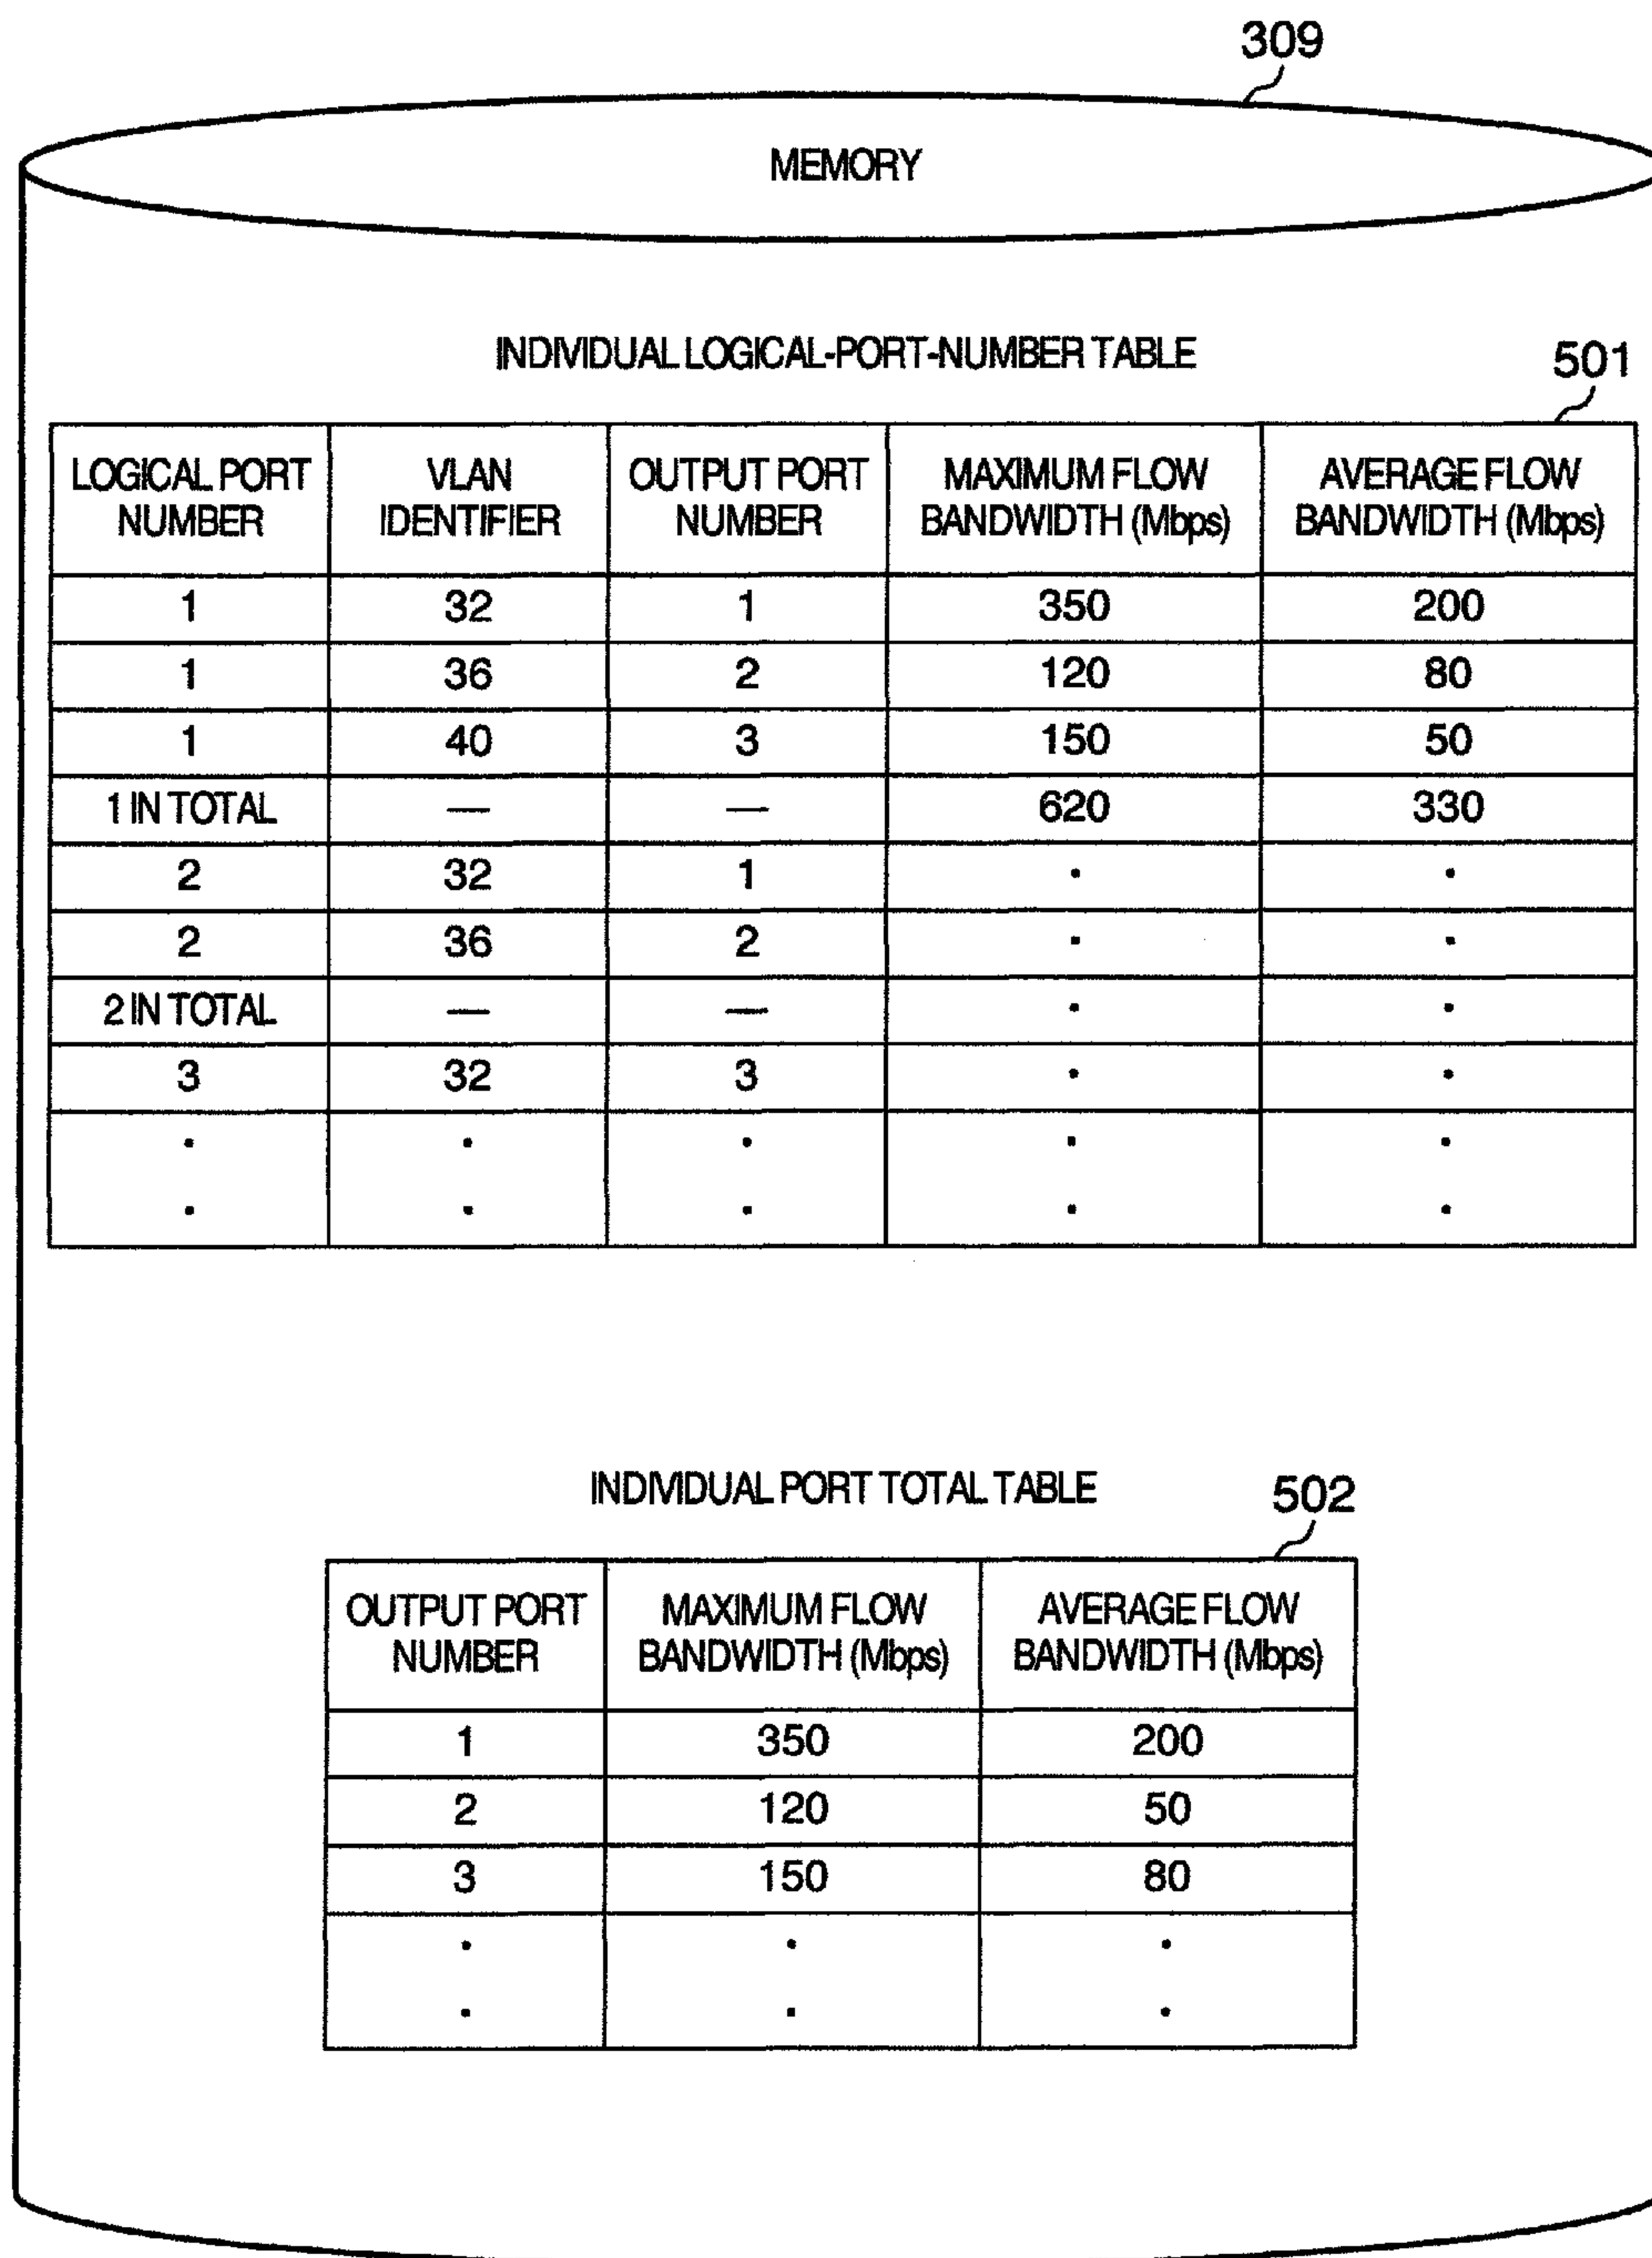 309
MEMORY
INDIVIDUAL LOGICAL-PORT-NUMBER TABLE
501
LOGICAL PORT NUMBER VLAN IDENTIFIER OUTPUT PORT NUMBER MAXIMUM FLOW BANDWIDTH (Mbps) AVERAGE FLOW BANDWIDTH (Mbps)
1 32 1 350 200
1 36 2 120 80
1 40 3 150 50
1 IN TOTAL — — 620 330
2 32 1 · ·
2 36 2 · ·
2 IN TOTAL — — · ·
3 32 3 · ·
· · · · ·
· · · · ·
INDIVIDUAL PORT TOTAL TABLE
502
OUTPUT PORT NUMBER MAXIMUM FLOW BANDWIDTH (Mbps) AVERAGE FLOW BANDWIDTH (Mbps)
1 350 200
2 120 50
3 150 80
· · ·
· · ·